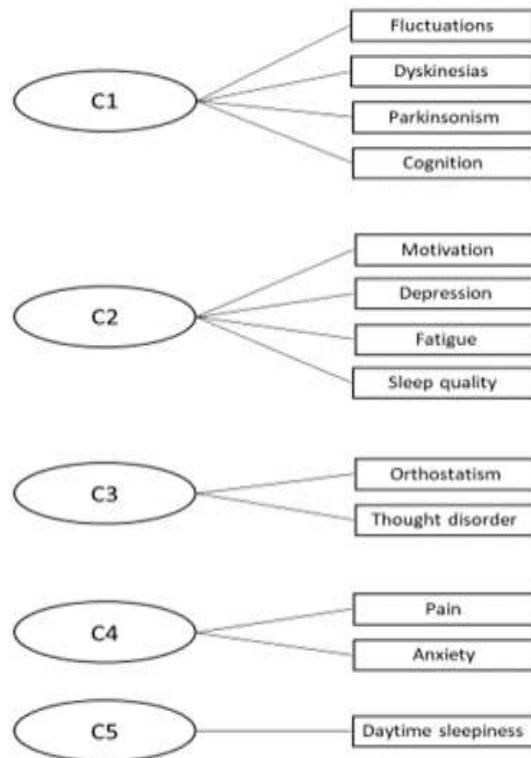 Fluctuations
Dyskinesias
C1
Parkinsonism
Cognition
Motivation
Depression
C2
Fatigue
Sleep quality
Orthostatism
C3
Thought disorder
Pain
C4
Anxiety
C5
Daytime sleepiness